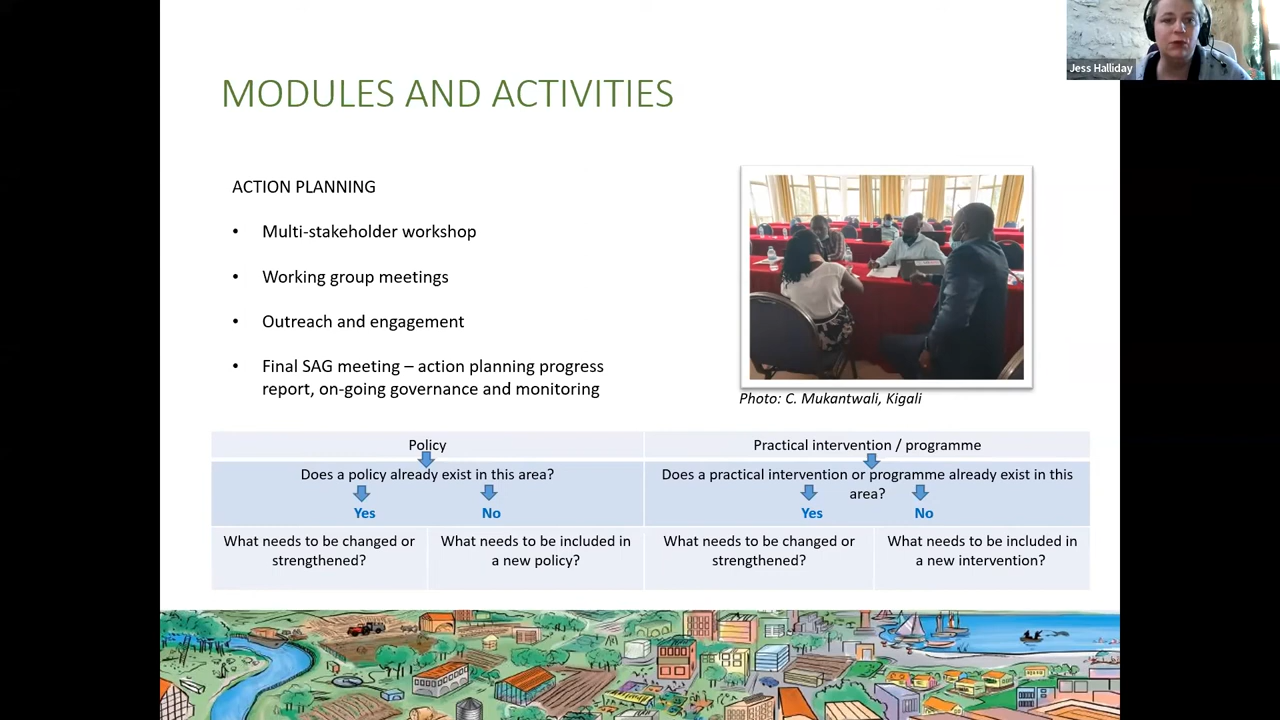 Jess Halliday
MODULES AND ACTIVITIES
ACTION PLANNING
• Multi-stakeholder workshop
• Working group meetings
• Outreach and engagement
• Final SAG meeting – action planning progress
report, on-going governance and monitoring
Photo: C. Mukantwali, Kigali
Policy
Does a policy already exist in this area?
Yes
No
What needs to be changed or
strengthened?
What needs to be included in
a new policy?
Practical intervention / programme
Does a practical intervention or programme already exist in this
area?
Yes
No
What needs to be changed or
strengthened?
What needs to be included in
a new intervention?